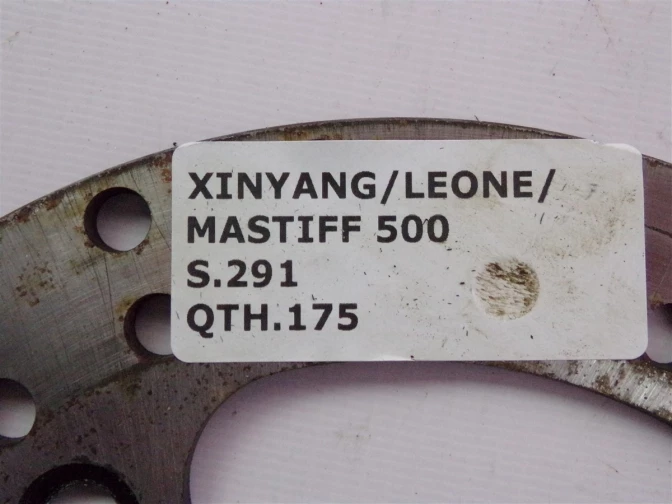 XINYANG/LEONE/
MASTIFF 500
S.291
QTH.175